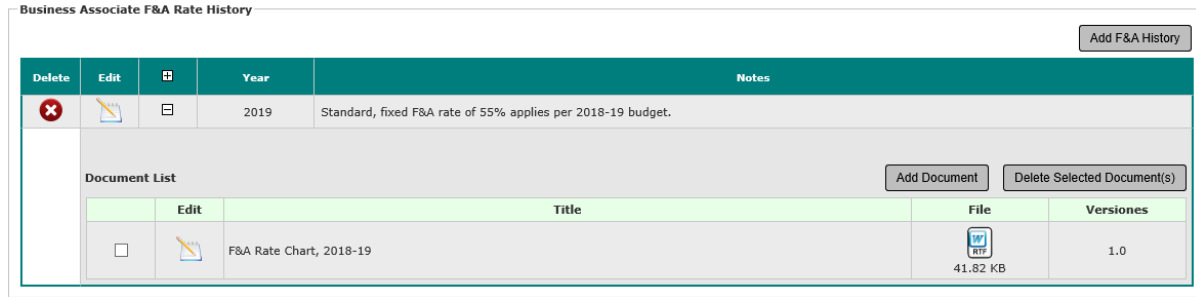 Business Associate F&A Rate History
Add F&A History
Delete Edit Year Notes
2019 Standard, fixed F&A rate of 55% applies per 2018-19 budget.
Document List Add Document Delete Selected Document(s)
Edit Title File Versiones
F&A Rate Chart, 2018-19 W RTF 1.0
41.82 KB